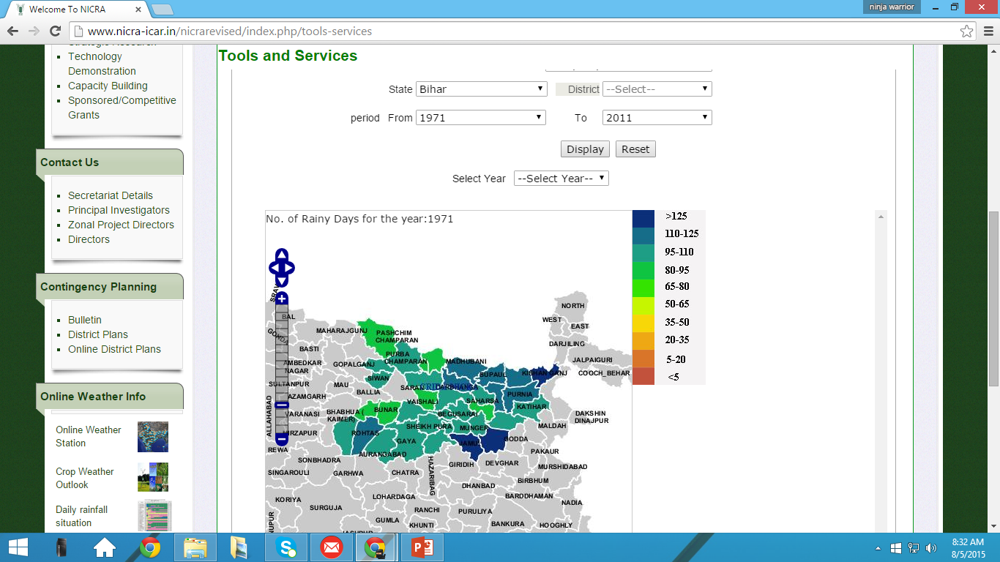 Welcome To NICRA
ninja warrior
www.nicra-icar.in/nicrarevised/index.php/tools-services
Strategic Research
Technology
Demonstration
Capacity Building
Sponsored/Competitive
Grants
Contact Us
Secretariat Details
Principal Investigators
Zonal Project Directors
Directors
Contingency Planning
Bulletin
District Plans
Online District Plans
Online Weather Info
Online Weather
Station
Crop Weather
Outlook
Daily rainfall
situation
Tools and Services
State Bihar District --Select--
period From 1971 To 2011
Display Reset
Select Year --Select Year--
No. of Rainy Days for the year:1971
>125
110-125
95-110
80-95
65-80
50-65
35-50
20-35
5-20
<5
SRAV
BAL
GONDA
MAHARAJGUNJ
PASHCHIM
CHAMPARAN
BASTI
PURBA
CHAMPARAN
MADHUBANI
AMBEDKAR
NAGAR
GOPALGANJ
SIWAN
SUPAUL
KISHAN GANJ
SULTANPUR
MAU
SARAN
DARBHANGA
BALLIA
AZAMGARH
VAISHALI
SAHARSA
PURNIA
KATIHAR
ALLAHABAD
VARANASI
BHABHUA (
KAIMER)
BUNAR
BEGUSARAI
SHEIKH PURA
MUNGER
MIRZAPUR
ROHTAS
GAYA
JAMUI
GODDA
REWA
AURANGABAD
SONBHADRA
HAZARIBAG
GIRIDIH
DEVGHAR
PAKAUR
MURSHIDABAD
SINGAROULI
GARHWA
CHATRA
DHANBAD
BIRBHUM
KORIYA
SURGUJA
LOHARDAGA
RANCHI
PURULIYA
BARDDHAMAN
NADIA
GUMLA
KHUNTI
BANKURA
HOOGHLY
JASHPUR
NORTH
WEST
EAST
DARJILING
JALPAIGURI
COOCH_BEHAR
DAKSHIN
DINAJPUR
MALDAH
8:32 AM
8/5/2015